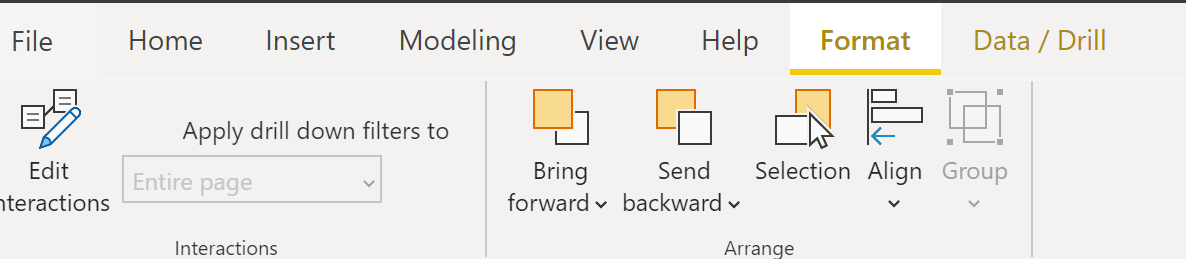 File Home Insert Modeling View Help Format Data / Drill
Apply drill down filters to
Entire page
Edit
nteractions
Interactions
Bring
forward
Send
backward
Selection
Align
Group
Arrange